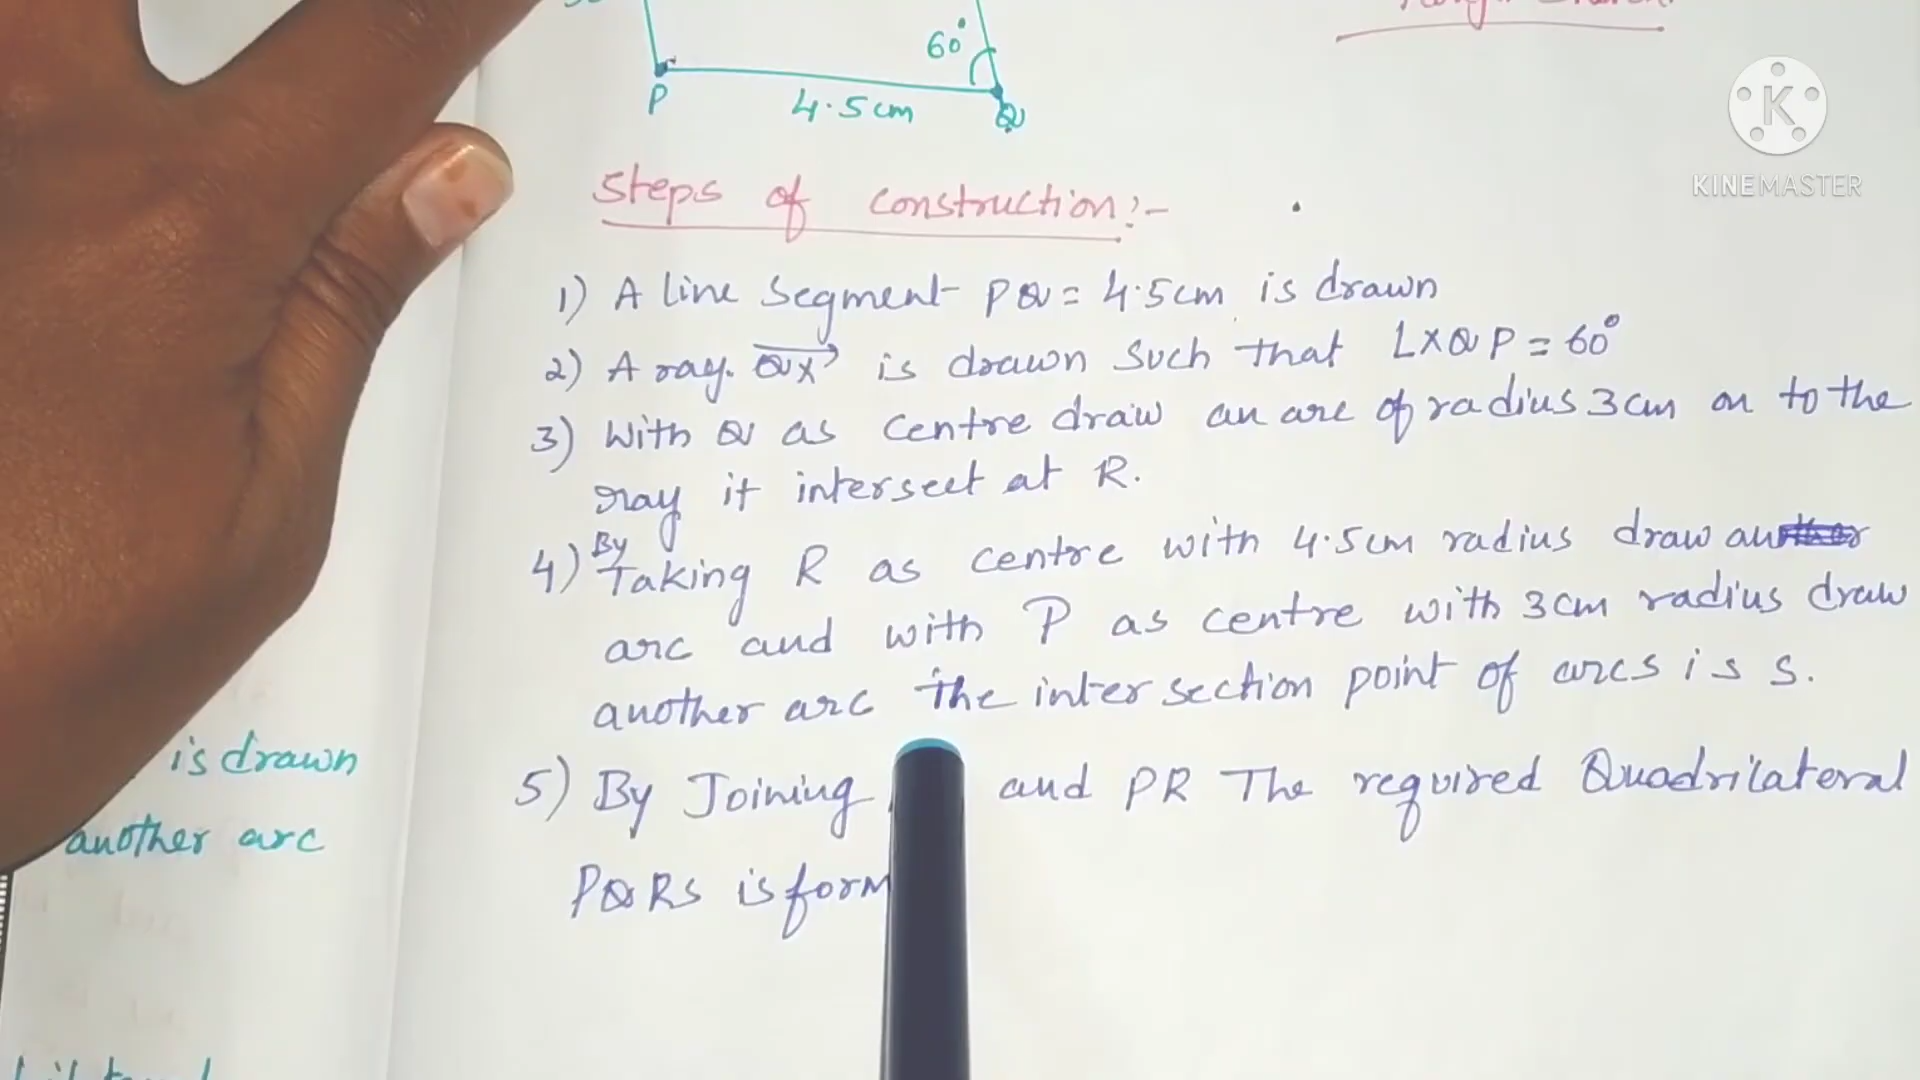 60°
P
4.5cm
Q
K
KINEMASTER
Steps of construction:-
1) A line Segment PQ = 4.5cm is drawn
2) A ray. QX is drawn Such that ∠XQP = 60°
3) With Q as centre draw an arc of radius 3cm on to the
ray it intersect at R.
4) By Taking R as centre with 4.5cm radius draw an
arc and with P as centre with 3cm radius draw
another arc the intersection point of arcs is s.
5) By Joining and PR The required Quadrilateral
PQRS is form
is drawn
another arc